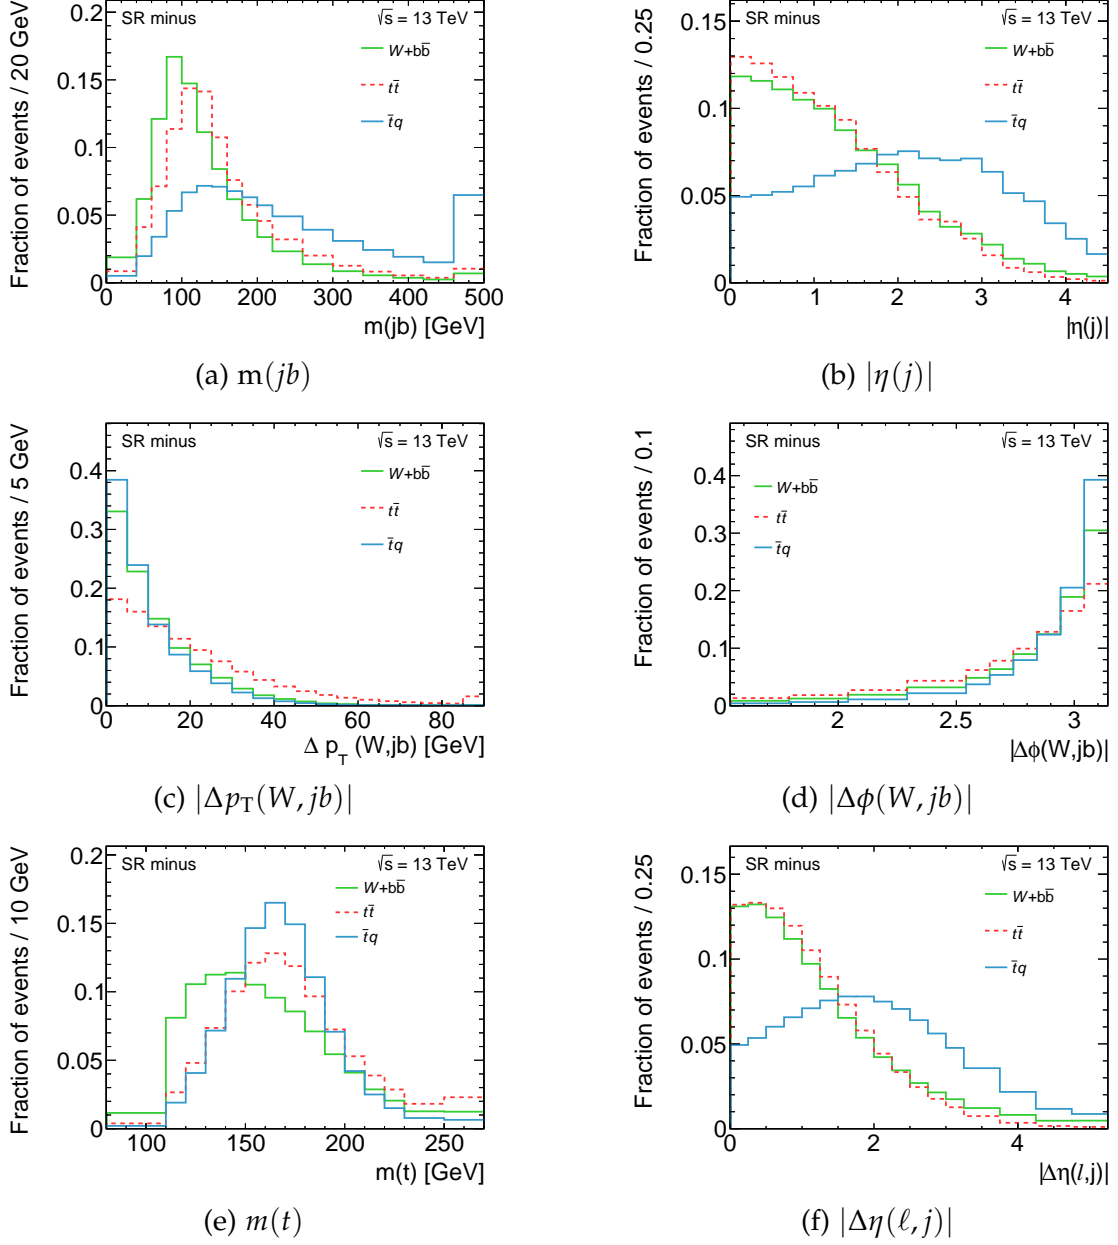 Fraction of events / 20 GeV
SR minus
√s = 13 TeV
W+bb̅
tt̅
t̅q
0.2
0.15
0.1
0.05
0
0 100 200 300 400 500
m(jb) [GeV]
(a) m(jb)
Fraction of events / 0.25
SR minus
√s = 13 TeV
W+bb̅
tt̅
t̅q
0.15
0.1
0.05
0
0 1 2 3 4
|η(j)|
(b) |η(j)|
Fraction of events / 5 GeV
SR minus
√s = 13 TeV
W+bb̅
tt̅
t̅q
0.4
0.3
0.2
0.1
0
0 20 40 60 80
Δ p_T (W,jb) [GeV]
(c) |Δp_T(W, jb)|
Fraction of events / 0.1
SR minus
√s = 13 TeV
W+bb̅
tt̅
t̅q
0.4
0.3
0.2
0.1
0
2 2.5 3
|Δϕ(W,jb)|
(d) |Δϕ(W, jb)|
Fraction of events / 10 GeV
SR minus
√s = 13 TeV
W+bb̅
tt̅
t̅q
0.2
0.15
0.1
0.05
0
100 150 200 250
m(t) [GeV]
(e) m(t)
Fraction of events / 0.25
SR minus
√s = 13 TeV
W+bb̅
tt̅
t̅q
0.15
0.1
0.05
0
0 2 4
|Δη(l,j)|
(f) |Δη(ℓ, j)|